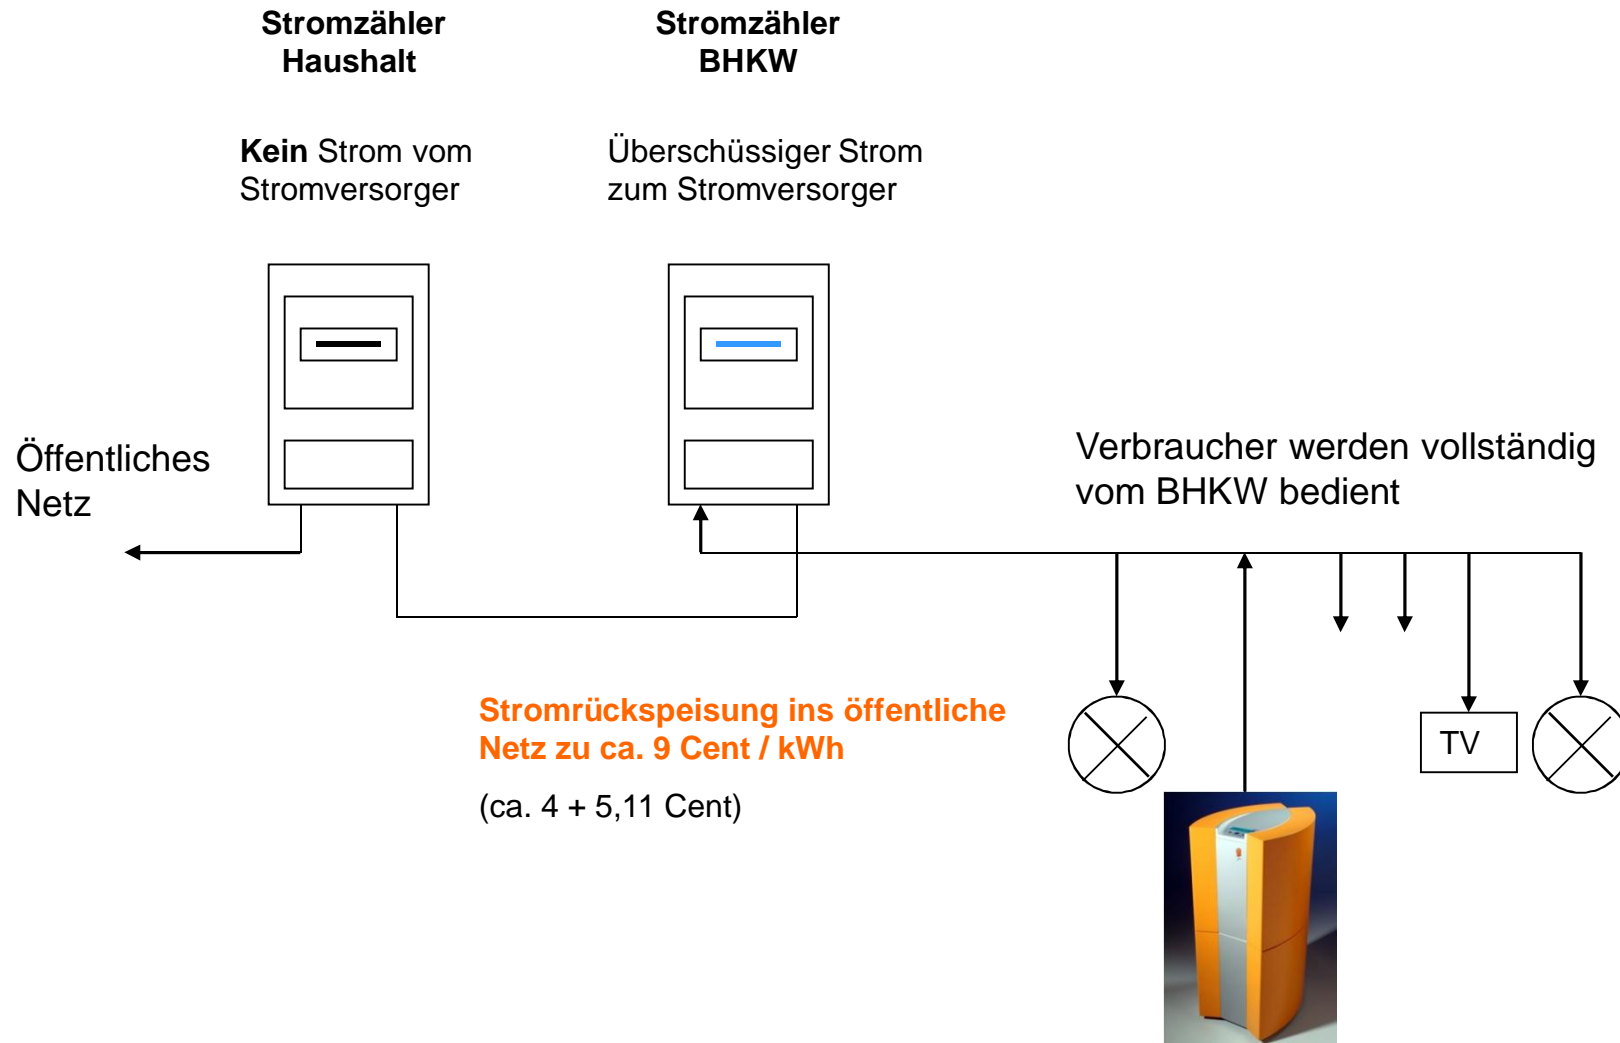 Stromzähler
Haushalt
Stromzähler
BHKW
Kein Strom vom
Stromversorger
Überschüssiger Strom
zum Stromversorger
Öffentliches
Netz
Verbraucher werden vollständig
vom BHKW bedient
Stromrückspeisung ins öffentliche
Netz zu ca. 9 Cent / kWh
(ca. 4 + 5,11 Cent)
TV